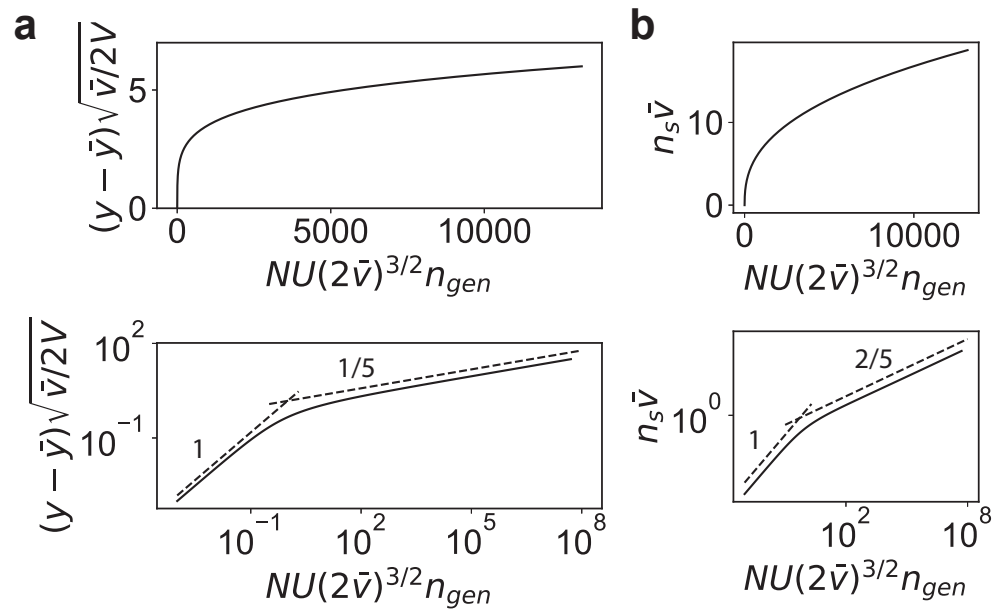 a
(y − ȳ)√v̄/2V
5
0
0 5000 10000
NU(2v̄)^{3/2}n_{gen}
b
n_s v̄
10
0
0 10000
NU(2v̄)^{3/2}n_{gen}
(y − ȳ)√v̄/2V
10^2
10^{-1}
1
1/5
10^{-1} 10^2 10^5 10^8
NU(2v̄)^{3/2}n_{gen}
n_s v̄
10^0
1
2/5
10^2 10^8
NU(2v̄)^{3/2}n_{gen}